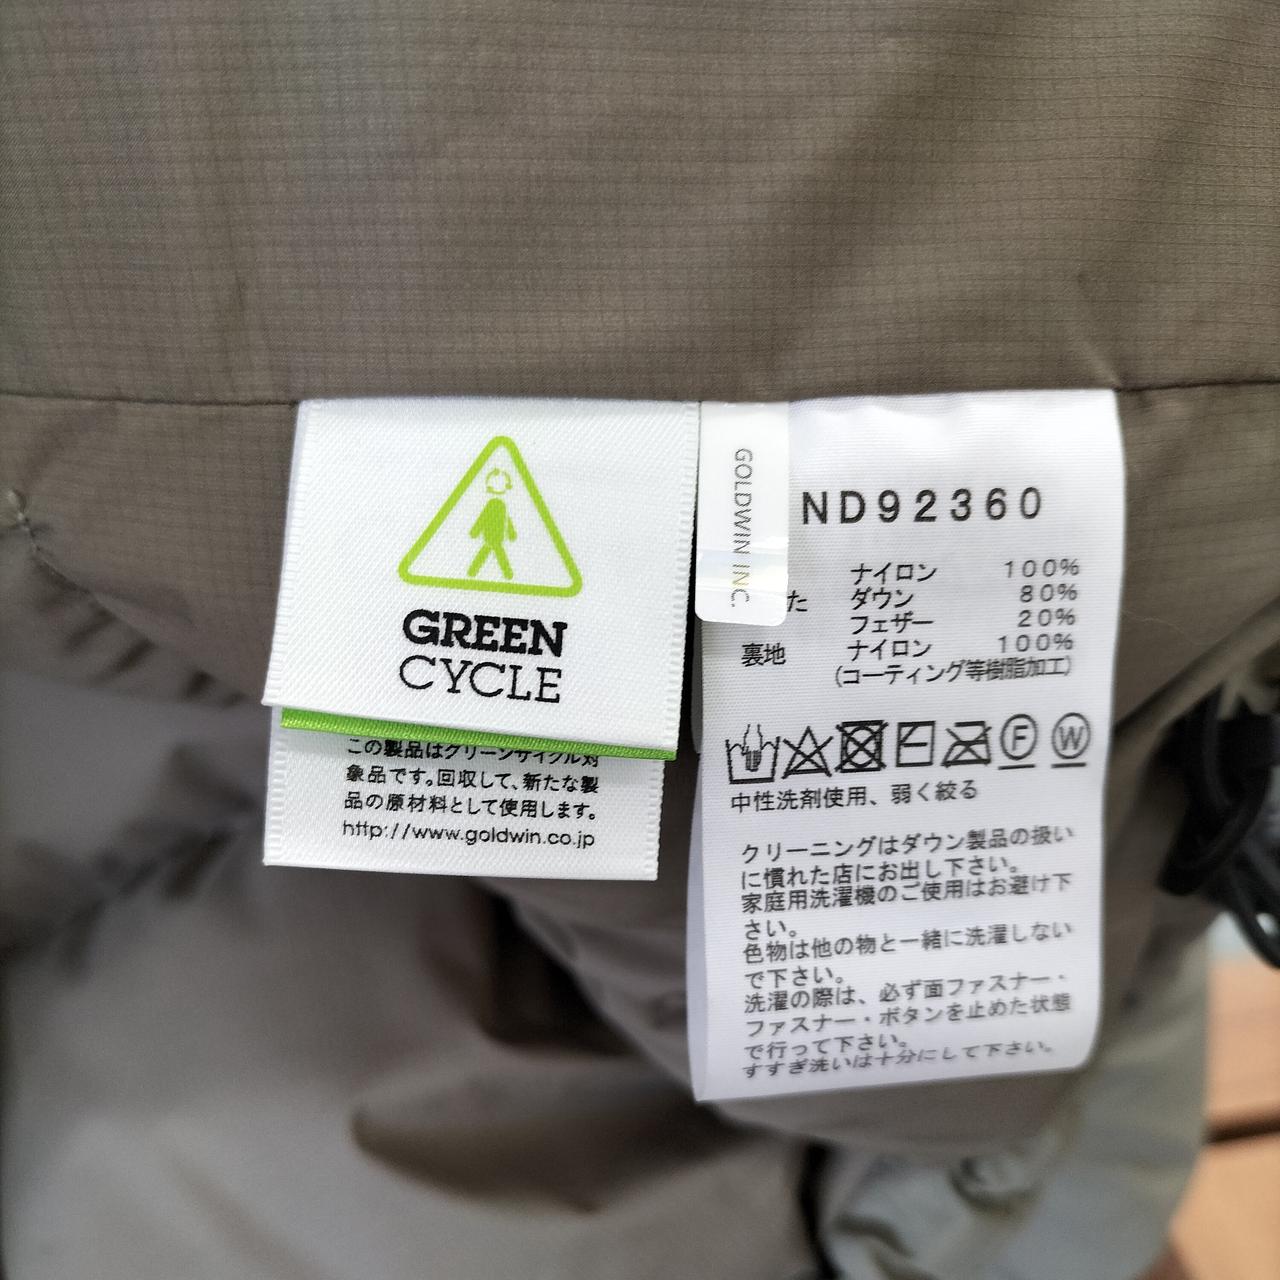 GREEN
CYCLE
この製品はグリーンサイクル対
象品です。回収して、新たな製
品の原材料として使用します。
http://www.goldwin.co.jp
GOLDWIN INC.
ND92360
ナイロン 100%
た ダウン 80%
フェザー 20%
裏地 ナイロン 100%
(コーティング等樹脂加工)
F W
中性洗剤使用、弱く絞る
クリーニングはダウン製品の扱い
に慣れた店にお出し下さい。
家庭用洗濯機のご使用はお避け下
さい。
色物は他の物と一緒に洗濯しない
で下さい。
洗濯の際は、必ず面ファスナー・
ファスナー・ボタンを止めた状態
で行って下さい。
すすぎ洗いは十分にして下さい。